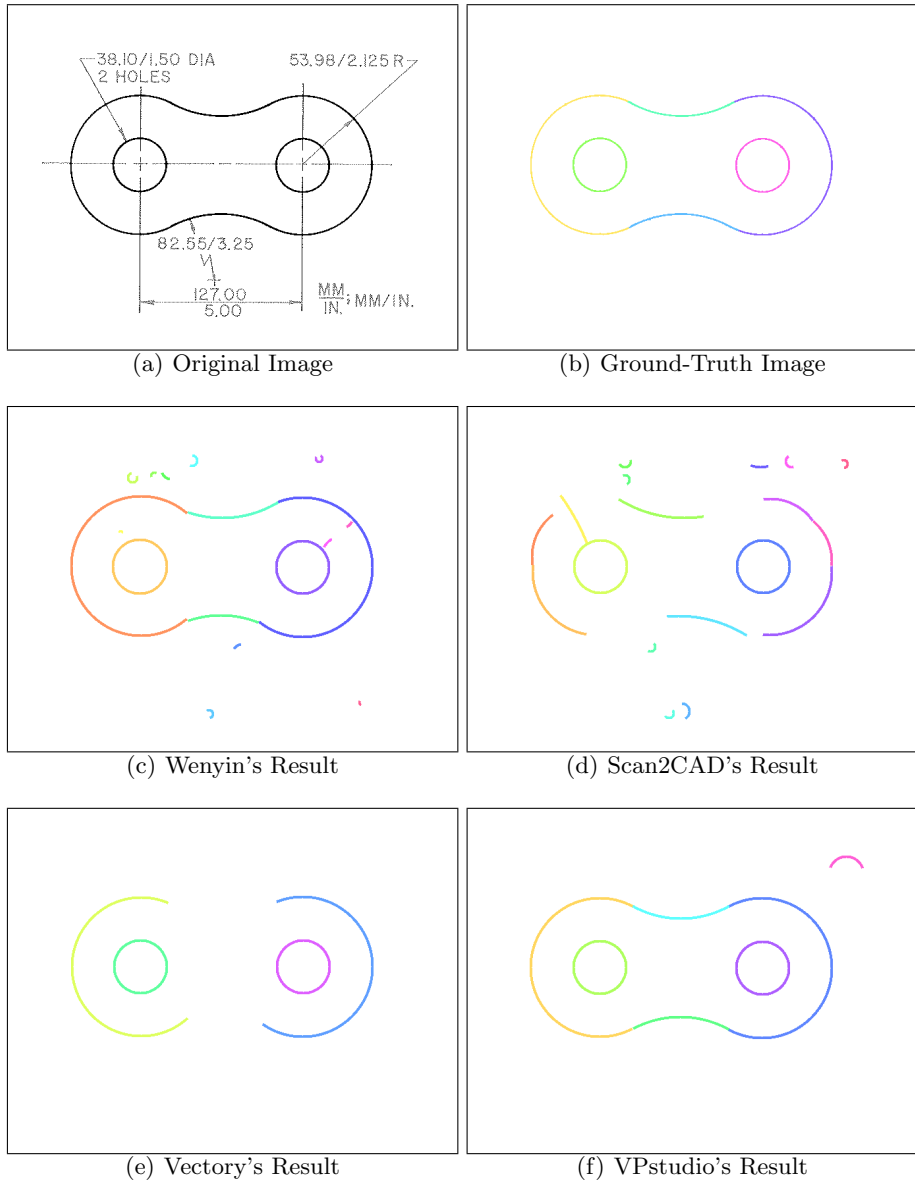 38.10/1.50 DIA
2 HOLES
53.98/2.125 R
82.55/3.25
127.00
5.00
MM
IN.
; MM/IN.
(a) Original Image
(b) Ground-Truth Image
(c) Wenyin's Result
(d) Scan2CAD's Result
(e) Vectory's Result
(f) VPstudio's Result